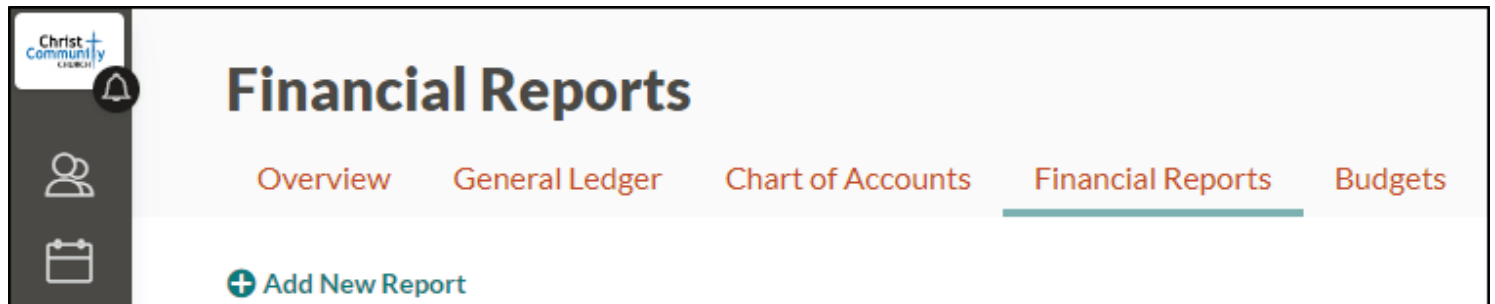 Christ
Community
CHURCH
Financial Reports
Overview General Ledger Chart of Accounts Financial Reports Budgets
Add New Report